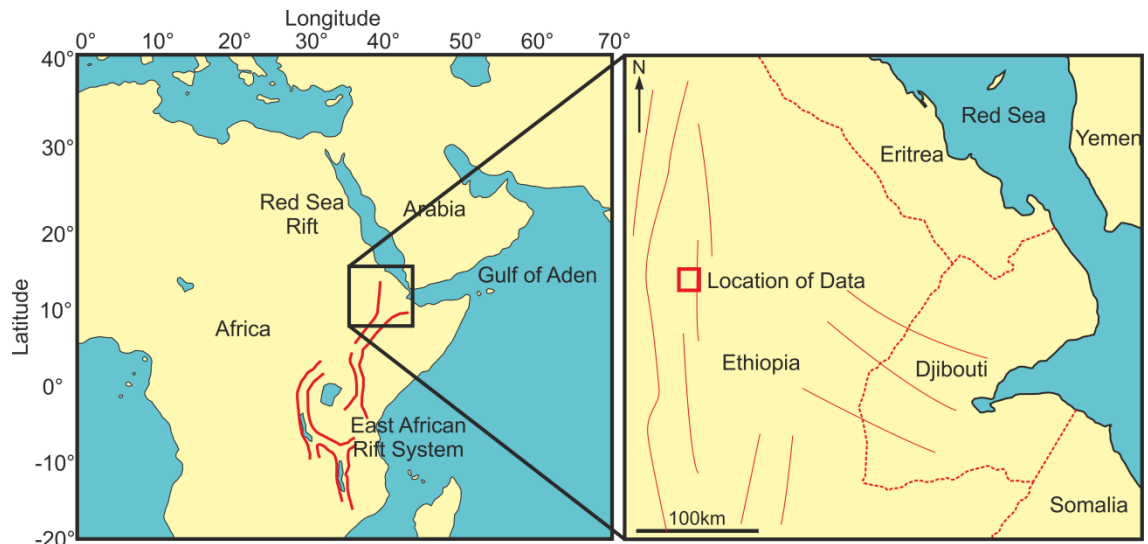 Longitude
0° 10° 20° 30° 40° 50° 60° 70°
Latitude
40°
30°
20°
10°
0°
-10°
-20°
Red Sea
Rift
Arabia
Gulf of Aden
Africa
East African
Rift System
N
Red Sea
Yemen
Eritrea
Location of Data
Ethiopia
Djibouti
Somalia
100km